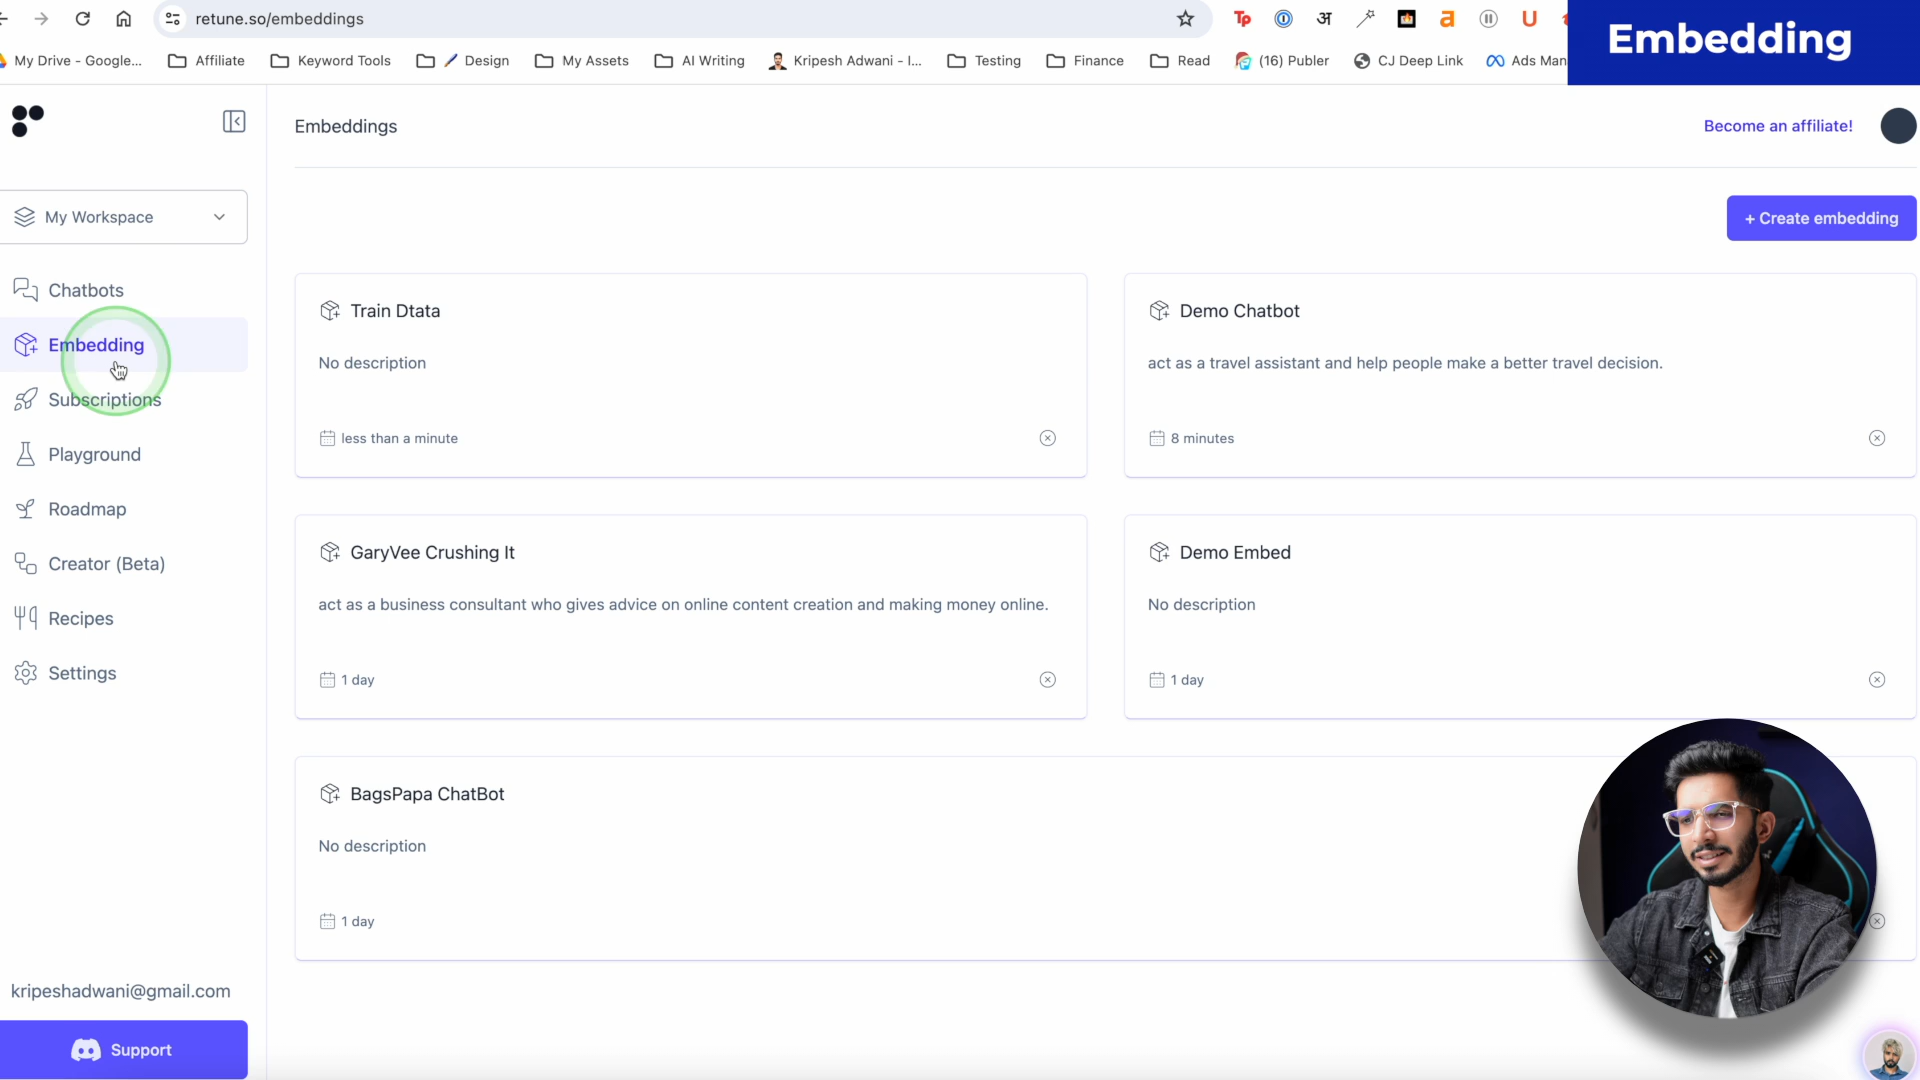 retune.so/embeddings
Embedding
My Drive - Google...
Affiliate
Keyword Tools
Design
My Assets
AI Writing
Kripesh Adwani - I...
Testing
Finance
Read
(16) Publer
CJ Deep Link
Ads Man
Embeddings
Become an affiliate!
My Workspace
+ Create embedding
Chatbots
Embedding
Subscriptions
Playground
Roadmap
Creator (Beta)
Recipes
Settings
Train Dtata
No description
less than a minute
Demo Chatbot
act as a travel assistant and help people make a better travel decision.
8 minutes
GaryVee Crushing It
act as a business consultant who gives advice on online content creation and making money online.
1 day
Demo Embed
No description
1 day
BagsPapa ChatBot
No description
1 day
kripeshadwani@gmail.com
Support